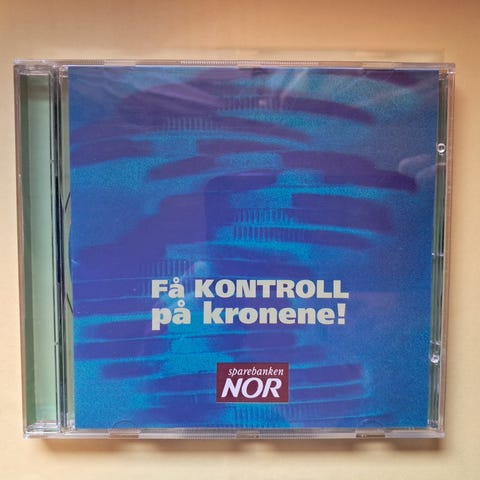 Få KONTROLL
på kronene!
sparebanken
NOR